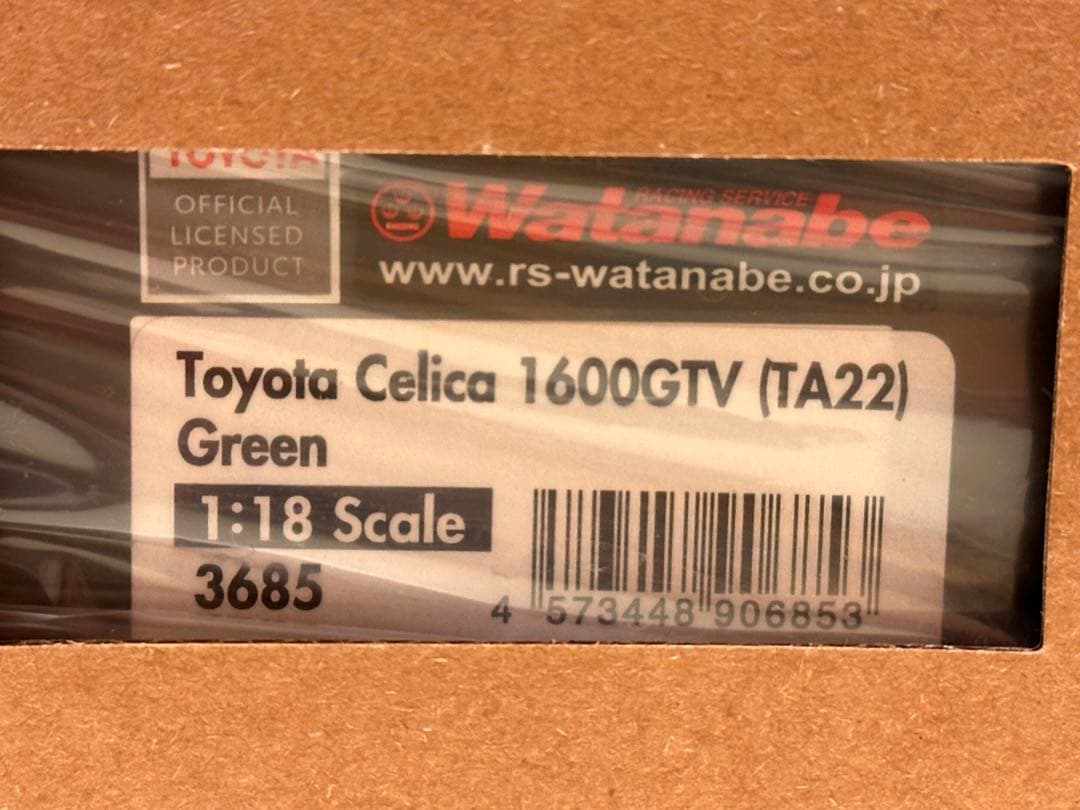 TOYOTA
OFFICIAL
LICENSED
PRODUCT
RACING SERVICE
Watanabe
www.rs-watanabe.co.jp
Toyota Celica 1600GTV (TA22)
Green
1:18 Scale
3685
4 573448 906853